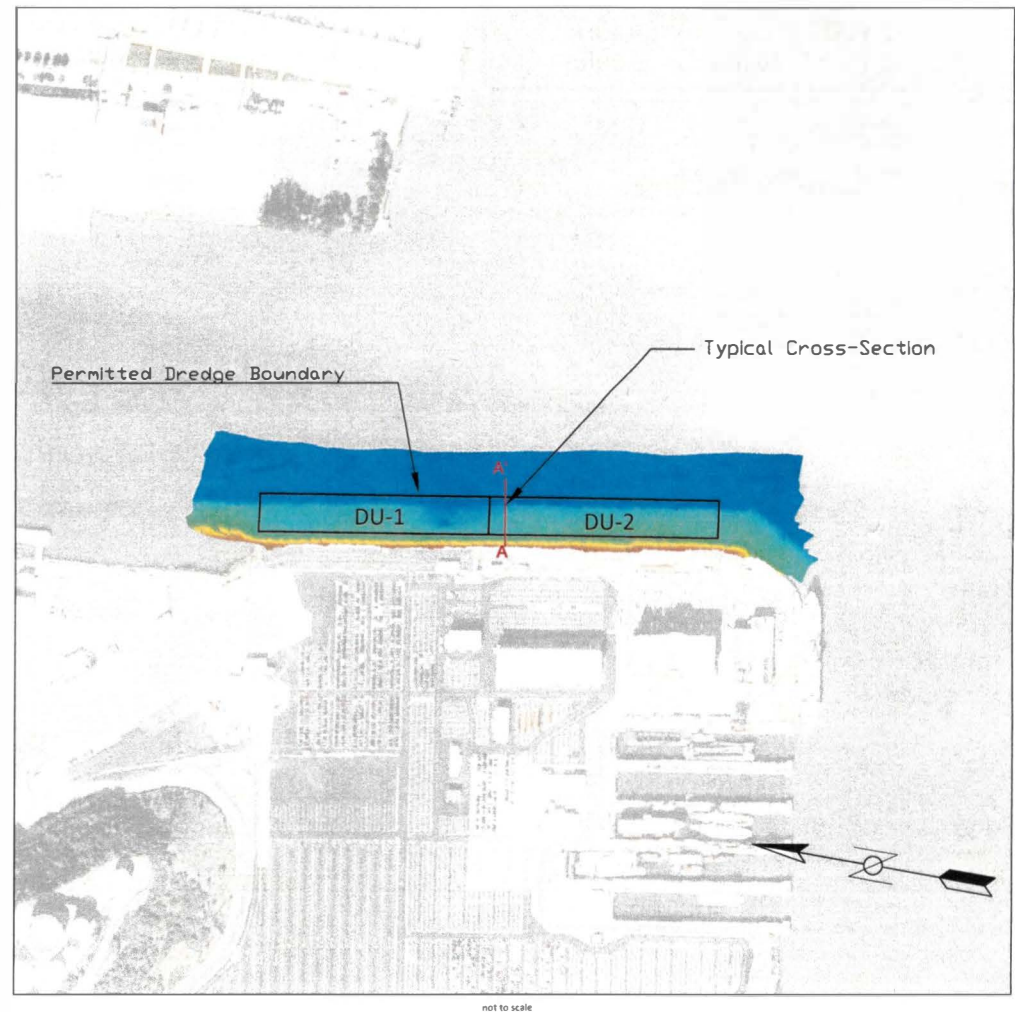 Typical Cross-Section
Permitted Dredge Boundary
A'
DU-1
DU-2
A
N
not to scale